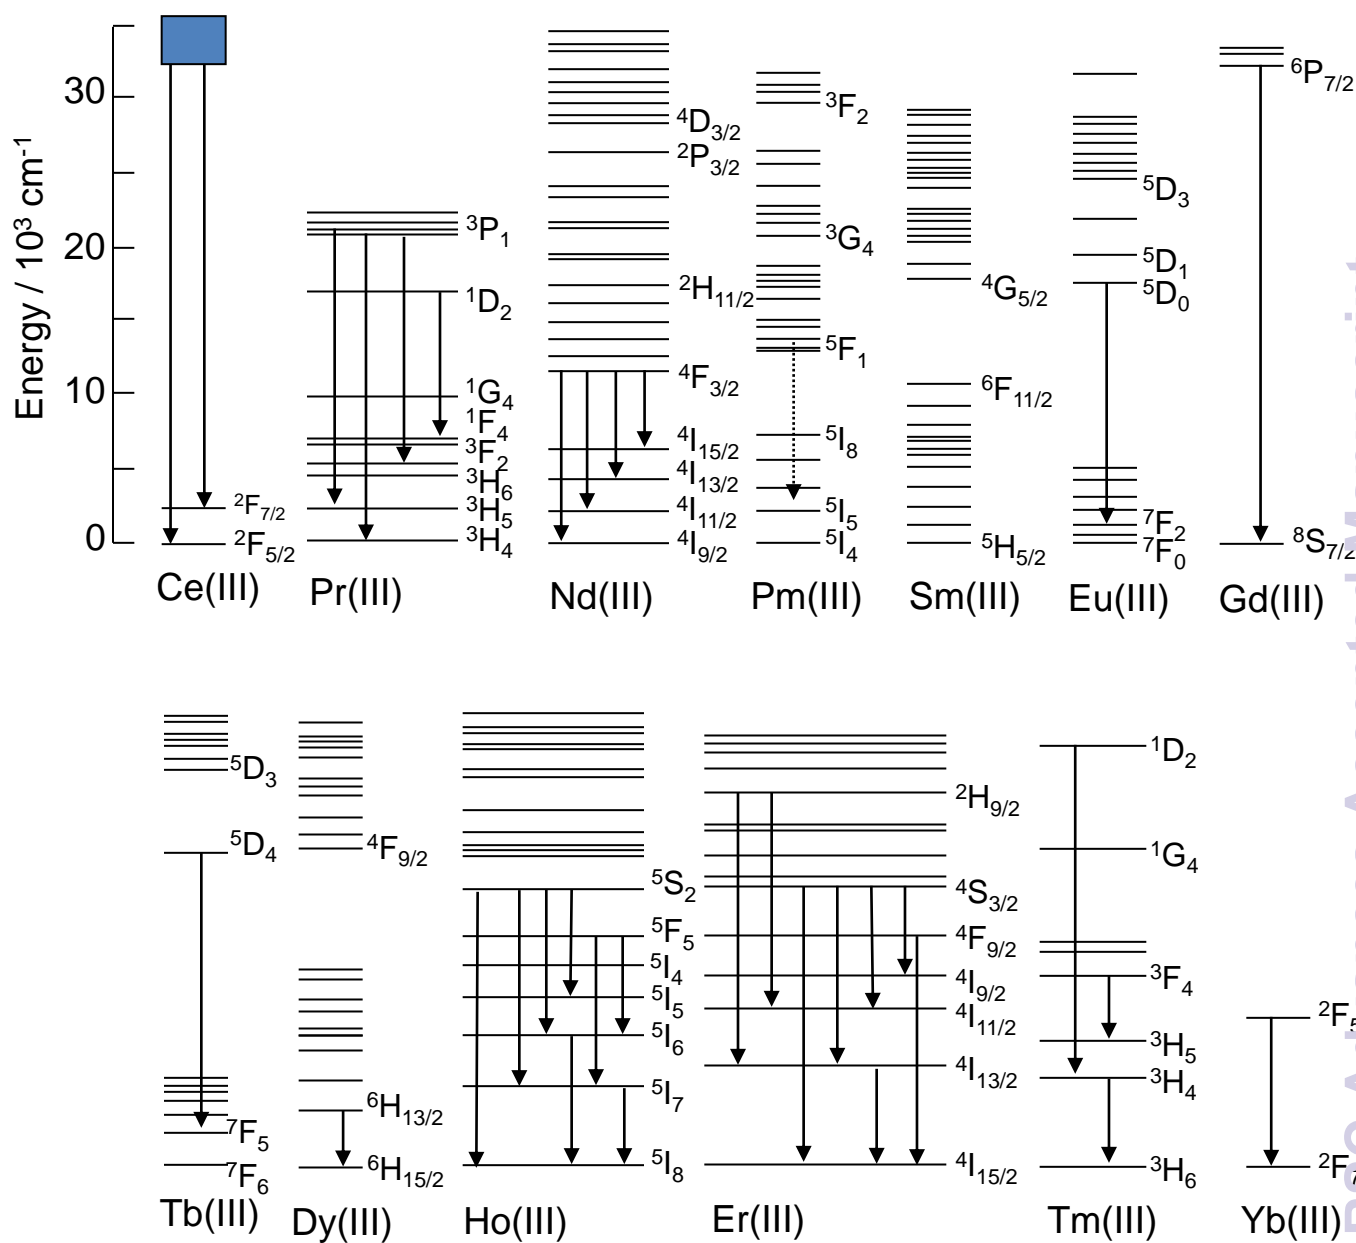 Energy / 10³ cm⁻¹
30
20
10
0
²F₇/₂
²F₅/₂
Ce(III)
³P₁
¹D₂
¹G₄
¹F₄
³F₂
³H₆
³H₅
³H₄
Pr(III)
⁴D₃/₂
²P₃/₂
²H₁₁/₂
⁴F₃/₂
⁴I₁₅/₂
⁴I₁₃/₂
⁴I₁₁/₂
⁴I₉/₂
Nd(III)
³F₂
³G₄
⁵F₁
⁵I₈
⁵I₅
⁵I₄
Pm(III)
⁴G₅/₂
⁶F₁₁/₂
⁵H₅/₂
Sm(III)
⁵D₃
⁵D₁
⁵D₀
⁷F₂
⁷F₀
Eu(III)
⁶P₇/₂
⁸S₇/₂
Gd(III)
⁵D₃
⁵D₄
⁷F₅
⁷F₆
Tb(III)
⁴F₉/₂
⁶H₁₃/₂
⁶H₁₅/₂
Dy(III)
⁵S₂
⁵F₅
⁵I₄
⁵I₅
⁵I₆
⁵I₇
⁵I₈
Ho(III)
²H₉/₂
⁴S₃/₂
⁴F₉/₂
⁴I₉/₂
⁴I₁₁/₂
⁴I₁₃/₂
⁴I₁₅/₂
Er(III)
¹D₂
¹G₄
³F₄
³H₅
³H₄
³H₆
Tm(III)
²F₅
²F₇
Yb(III)